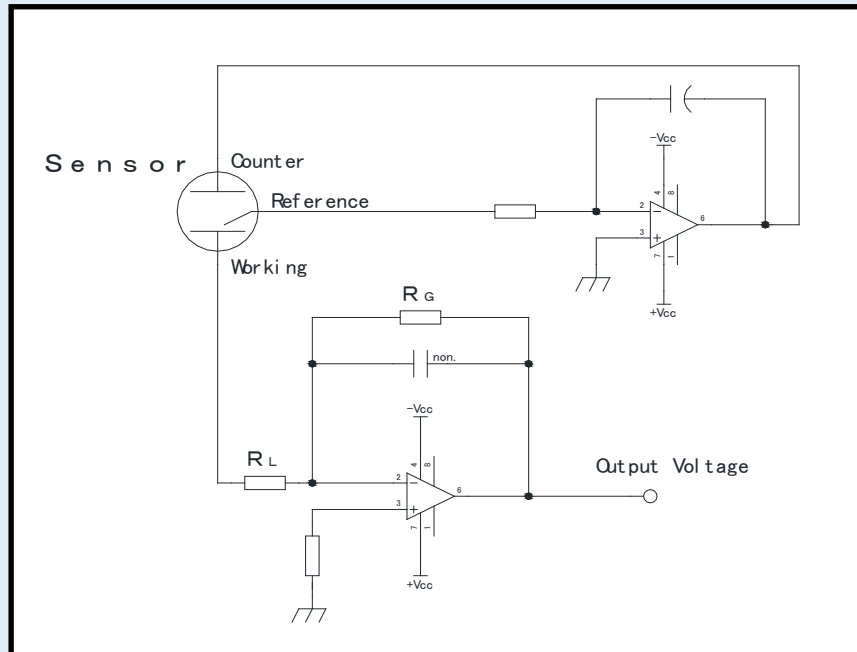 Sensor
Counter
Reference
Working
-Vcc
4
8
2
-
6
3
+
7
1
+Vcc
RG
non.
-Vcc
4
8
RL
2
-
6
3
+
7
1
+Vcc
Output Voltage